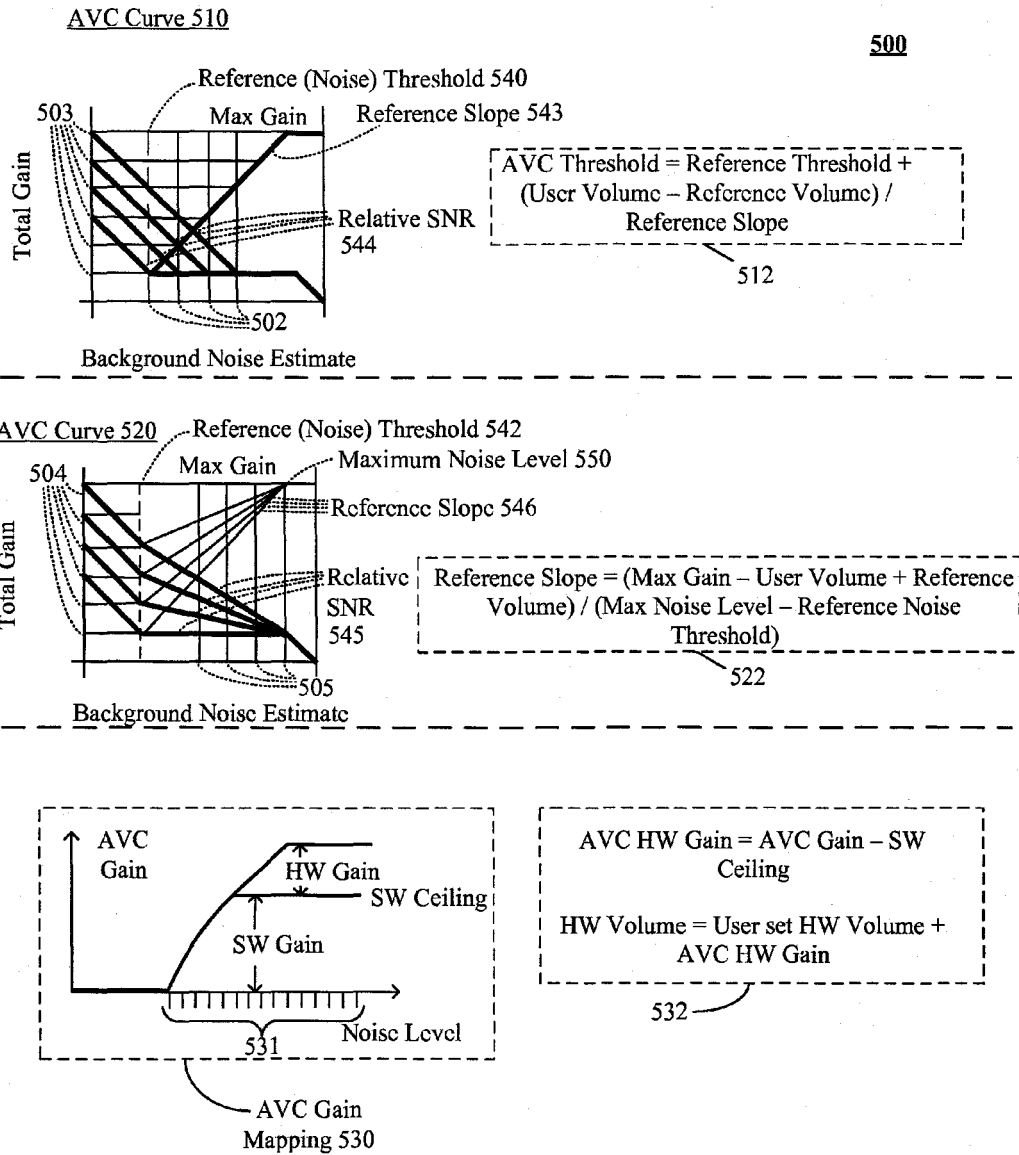 AVC Curve 510
500
Reference (Noise) Threshold 540
503
Max Gain
Reference Slope 543
Total Gain
AVC Threshold = Reference Threshold +
(User Volume – Reference Volume) /
Reference Slope
Relative SNR
544
512
502
Background Noise Estimate
AVC Curve 520
Reference (Noise) Threshold 542
504
Max Gain
Maximum Noise Level 550
Reference Slope 546
Total Gain
Relative
SNR
545
Reference Slope = (Max Gain – User Volume + Reference
Volume) / (Max Noise Level – Reference Noise
Threshold)
522
505
Background Noise Estimate
AVC
Gain
HW Gain
SW Ceiling
SW Gain
Noise Level
531
AVC HW Gain = AVC Gain – SW
Ceiling
HW Volume = User set HW Volume +
AVC HW Gain
532
AVC Gain
Mapping 530